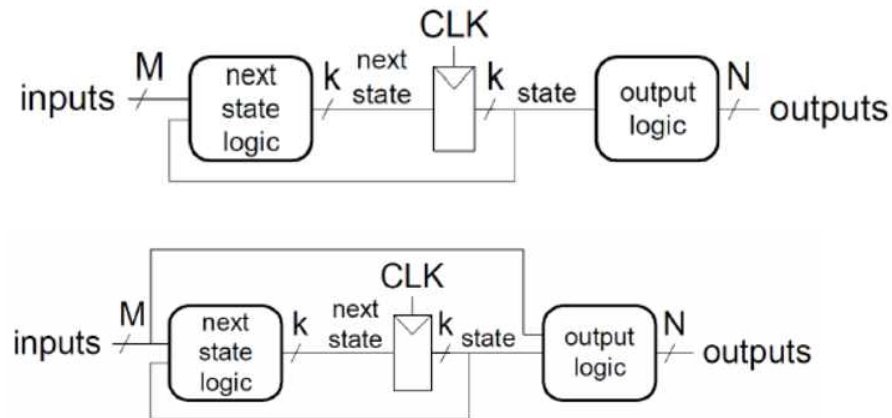 CLK
inputs
M
next
state
logic
k
next
state
k
state
output
logic
N
outputs
CLK
inputs
M
next
state
logic
k
next
state
k
state
output
logic
N
outputs